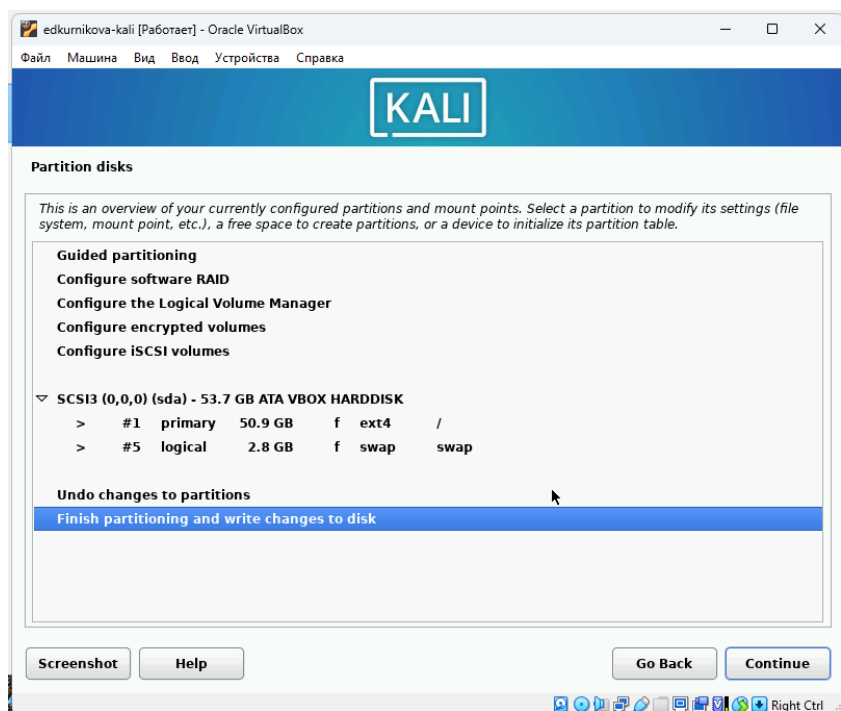 edkurnikova-kali [Работает] - Oracle VirtualBox
Файл Машина Вид Ввод Устройства Справка
KALI
Partition disks
This is an overview of your currently configured partitions and mount points. Select a partition to modify its settings (file
system, mount point, etc.), a free space to create partitions, or a device to initialize its partition table.
Guided partitioning
Configure software RAID
Configure the Logical Volume Manager
Configure encrypted volumes
Configure iSCSI volumes
SCSI3 (0,0,0) (sda) - 53.7 GB ATA VBOX HARDDISK
> #1 primary 50.9 GB f ext4 /
> #5 logical 2.8 GB f swap swap
Undo changes to partitions
Finish partitioning and write changes to disk
Screenshot Help Go Back Continue
Right Ctrl